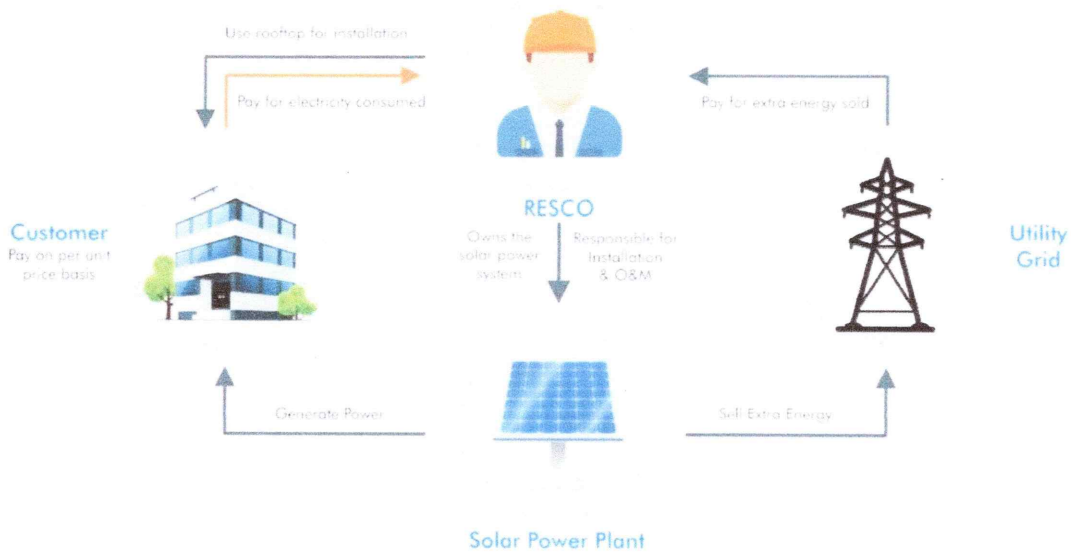 Use rooftop for installation
Pay for electricity consumed
Pay for extra energy sold
RESCO
Owns the
solar power
system
Responsible for
Installation
& O&M
Customer
Pay on per unit
price basis
Utility
Grid
Generate Power
Sell Extra Energy
Solar Power Plant